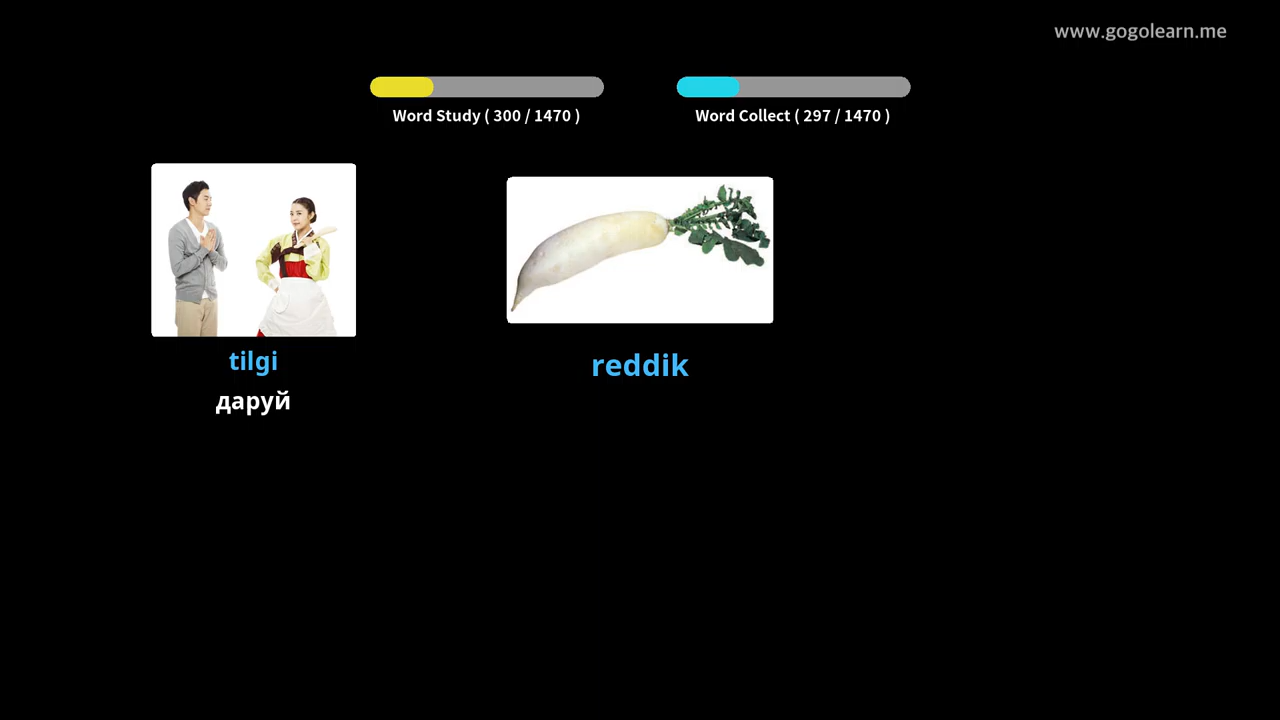 www.gogolearn.me
Word Study ( 300 / 1470 )
Word Collect ( 297 / 1470 )
tilgi
даруй
reddik